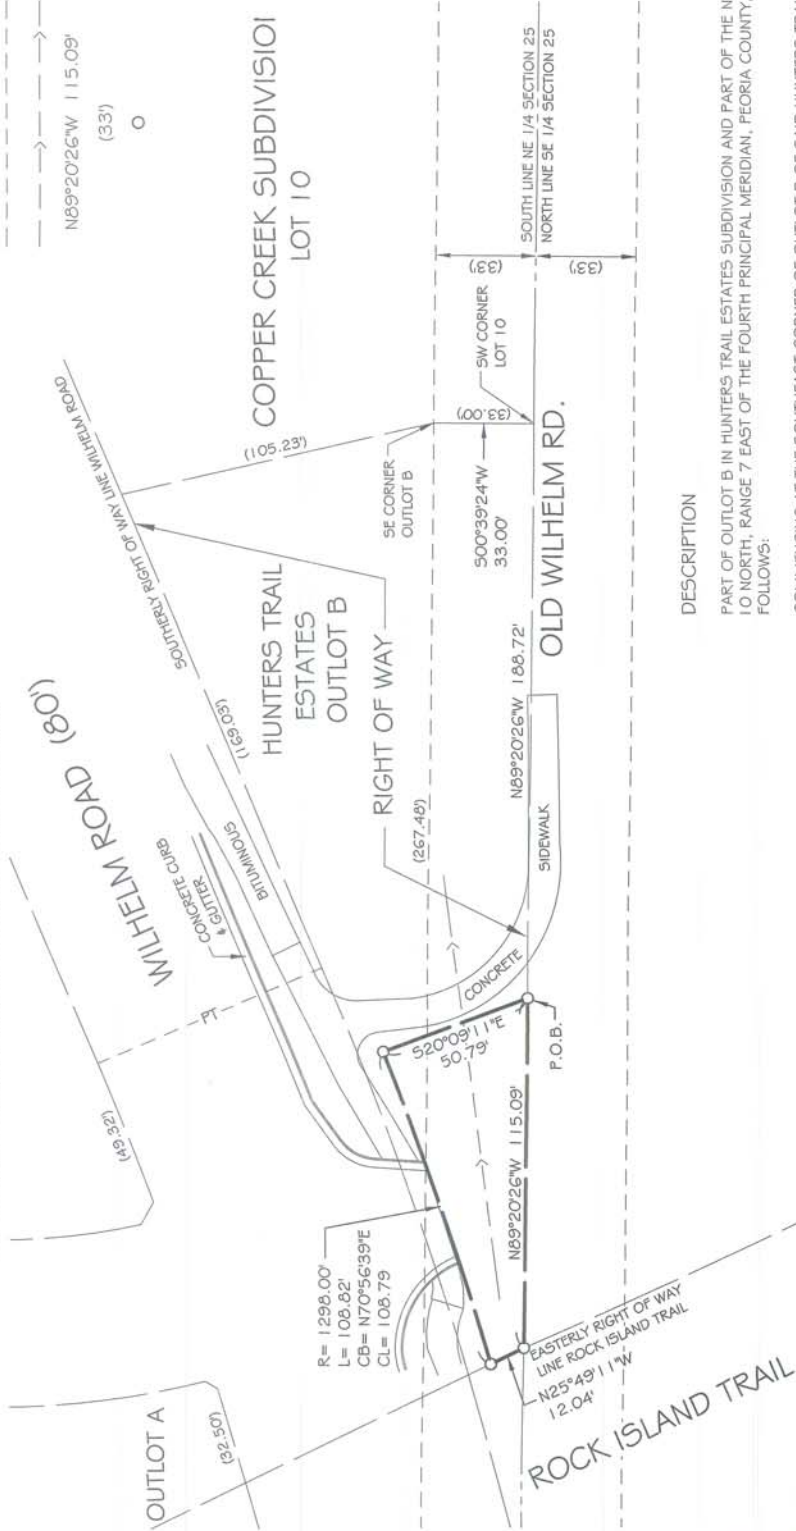 N89°20'26"W 115.09'
(33')
COPPER CREEK SUBDIVISIO
LOT 10
SOUTH LINE NE 1/4 SECTION 25
NORTH LINE SE 1/4 SECTION 25
(33')
(33')
SW CORNER
LOT 10
(33.00')
S00°39'24"W
33.00'
SE CORNER
OUTLOT B
(105.23')
SOUTHERLY RIGHT OF WAY LINE WILHELM ROAD
HUNTERS TRAIL
ESTATES
OUTLOT B
RIGHT OF WAY
OLD WILHELM RD.
N89°20'26"W 188.72'
(267.48')
(169.03')
WILHELM ROAD (80')
CONCRETE CURB
& GUTTER
BITUMINOUS
SIDEWALK
CONCRETE
PT
(49.32')
S20°09'11"E
50.79'
P.O.B.
N89°20'26"W 115.09'
R= 1298.00'
L= 108.82'
CB= N70°56'39"E
CL= 108.79
EASTERLY RIGHT OF WAY
LINE ROCK ISLAND TRAIL
N25°49'11"W
12.04'
ROCK ISLAND TRAIL
OUTLOT A
(32.50')
DESCRIPTION
PART OF OUTLOT B IN HUNTERS TRAIL ESTATES SUBDIVISION AND PART OF THE N
10 NORTH, RANGE 7 EAST OF THE FOURTH PRINCIPAL MERIDIAN, PEORIA COUNTY,
FOLLOWS: